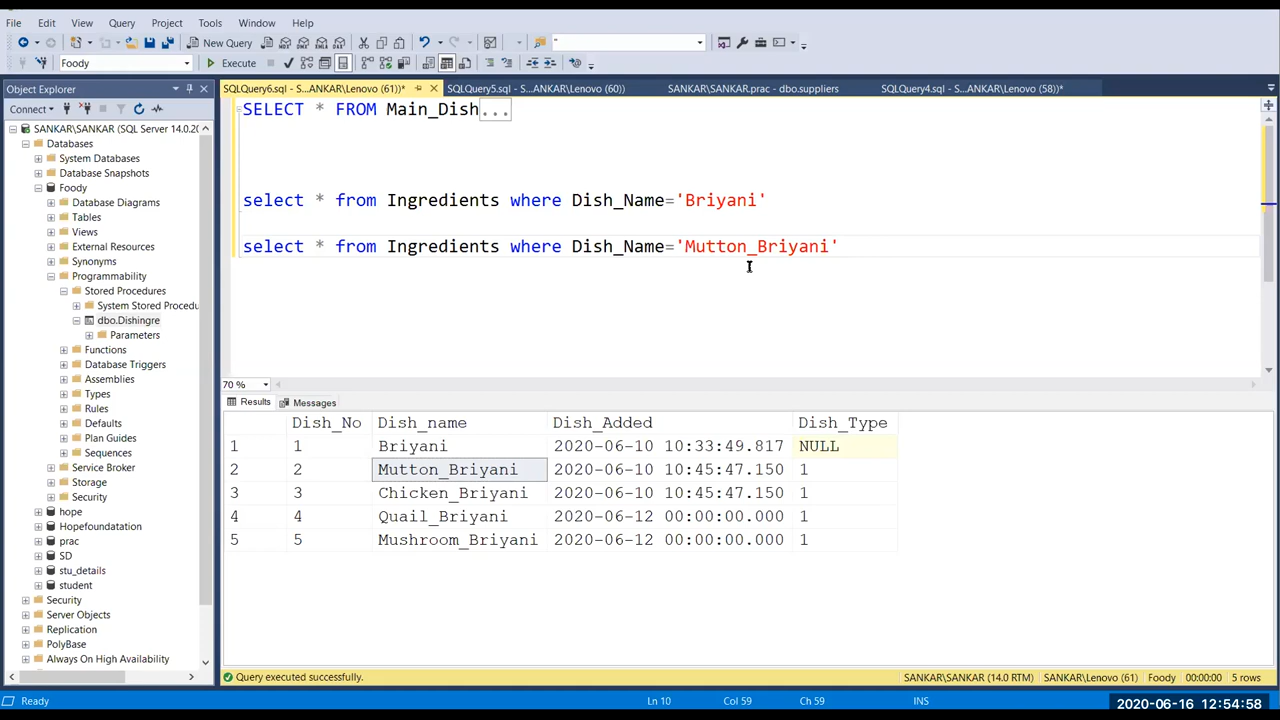 File Edit View Query Project Tools Window Help
New Query
Foody Execute
Object Explorer
SQLQuery6.sql - S...ANKAR\Lenovo (61))* SQLQuery5.sql - S...ANKAR\Lenovo (60)) SANKAR\SANKAR.prac - dbo.suppliers SQLQuery4.sql - S...ANKAR\Lenovo (58))*
Connect
SANKAR\SANKAR (SQL Server 14.0.20
Databases
System Databases
Database Snapshots
Foody
Database Diagrams
Tables
Views
External Resources
Synonyms
Programmability
Stored Procedures
System Stored Procedu
dbo.Dishingre
Parameters
Functions
Database Triggers
Assemblies
Types
Rules
Defaults
Plan Guides
Sequences
Service Broker
Storage
Security
hope
Hopefoundatation
prac
SD
stu_details
student
Security
Server Objects
Replication
PolyBase
Always On High Availability
SELECT * FROM Main_Dish...
select * from Ingredients where Dish_Name='Briyani'
select * from Ingredients where Dish_Name='Mutton_Briyani'
70 %
Results Messages
Dish_No Dish_name Dish_Added Dish_Type
1 1 Briyani 2020-06-10 10:33:49.817 NULL
2 2 Mutton_Briyani 2020-06-10 10:45:47.150 1
3 3 Chicken_Briyani 2020-06-10 10:45:47.150 1
4 4 Quail_Briyani 2020-06-12 00:00:00.000 1
5 5 Mushroom_Briyani 2020-06-12 00:00:00.000 1
Query executed successfully. SANKAR\SANKAR (14.0 RTM) SANKAR\Lenovo (61) Foody 00:00:00 5 rows
Ready Ln 10 Col 59 Ch 59 INS
2020-06-16 12:54:58